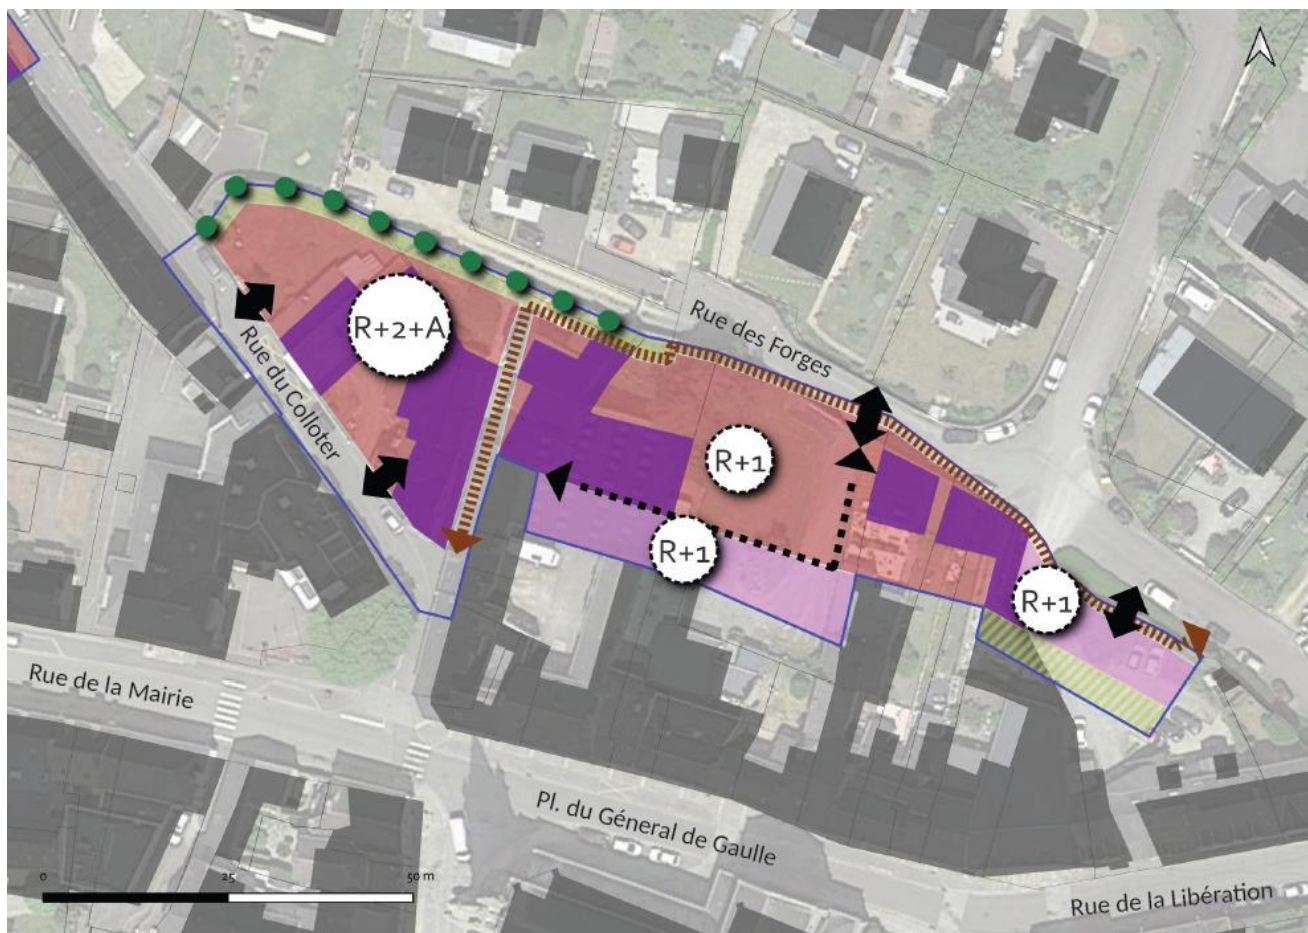 Rue des Forges
R+2+A
Rue du Colloter
R+1
R+1
R+1
Rue de la Mairie
Pl. du Géneral de Gaulle
0 25 50 m
Rue de la Libération